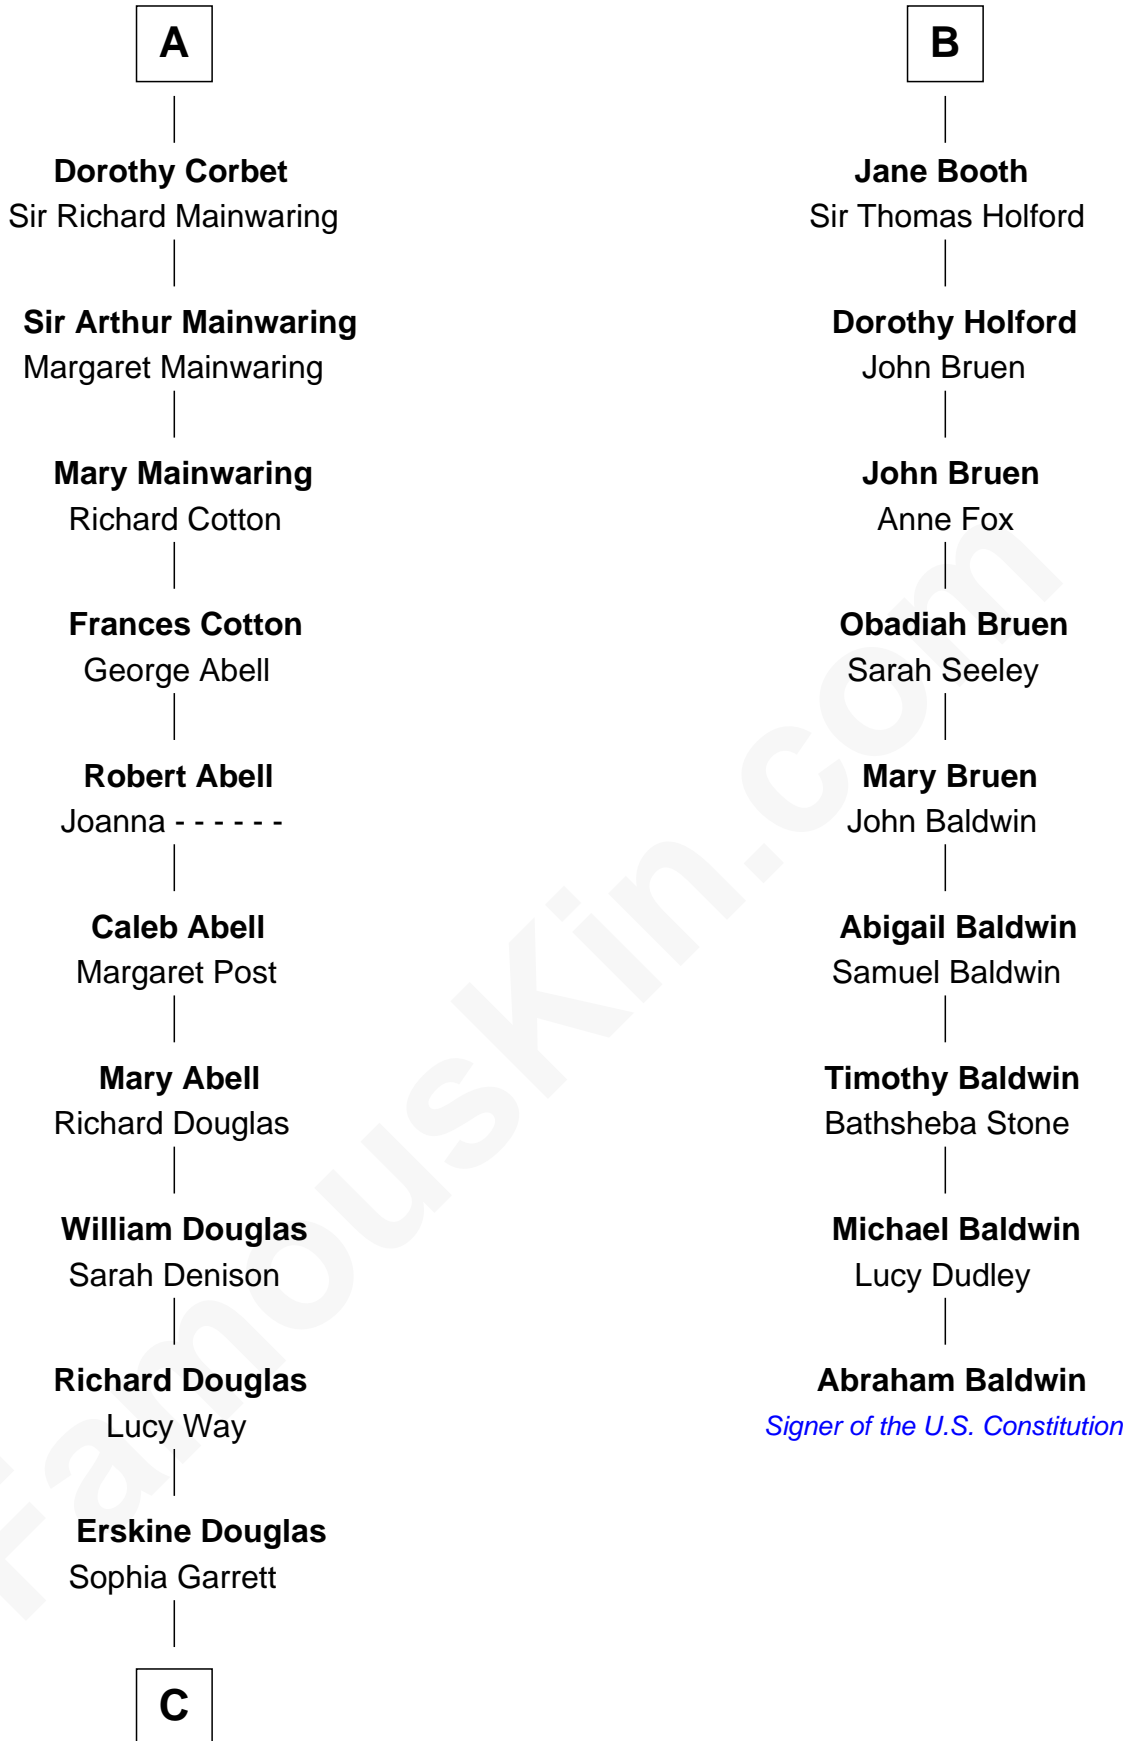 A
Dorothy Corbet
Sir Richard Mainwaring
Sir Arthur Mainwaring
Margaret Mainwaring
Mary Mainwaring
Richard Cotton
Frances Cotton
George Abell
Robert Abell
Joanna - - - - - -
Caleb Abell
Margaret Post
Mary Abell
Richard Douglas
William Douglas
Sarah Denison
Richard Douglas
Lucy Way
Erskine Douglas
Sophia Garrett
C
B
Jane Booth
Sir Thomas Holford
Dorothy Holford
John Bruen
John Bruen
Anne Fox
Obadiah Bruen
Sarah Seeley
Mary Bruen
John Baldwin
Abigail Baldwin
Samuel Baldwin
Timothy Baldwin
Bathsheba Stone
Michael Baldwin
Lucy Dudley
Abraham Baldwin
Signer of the U.S. Constitution
FamousKin.com